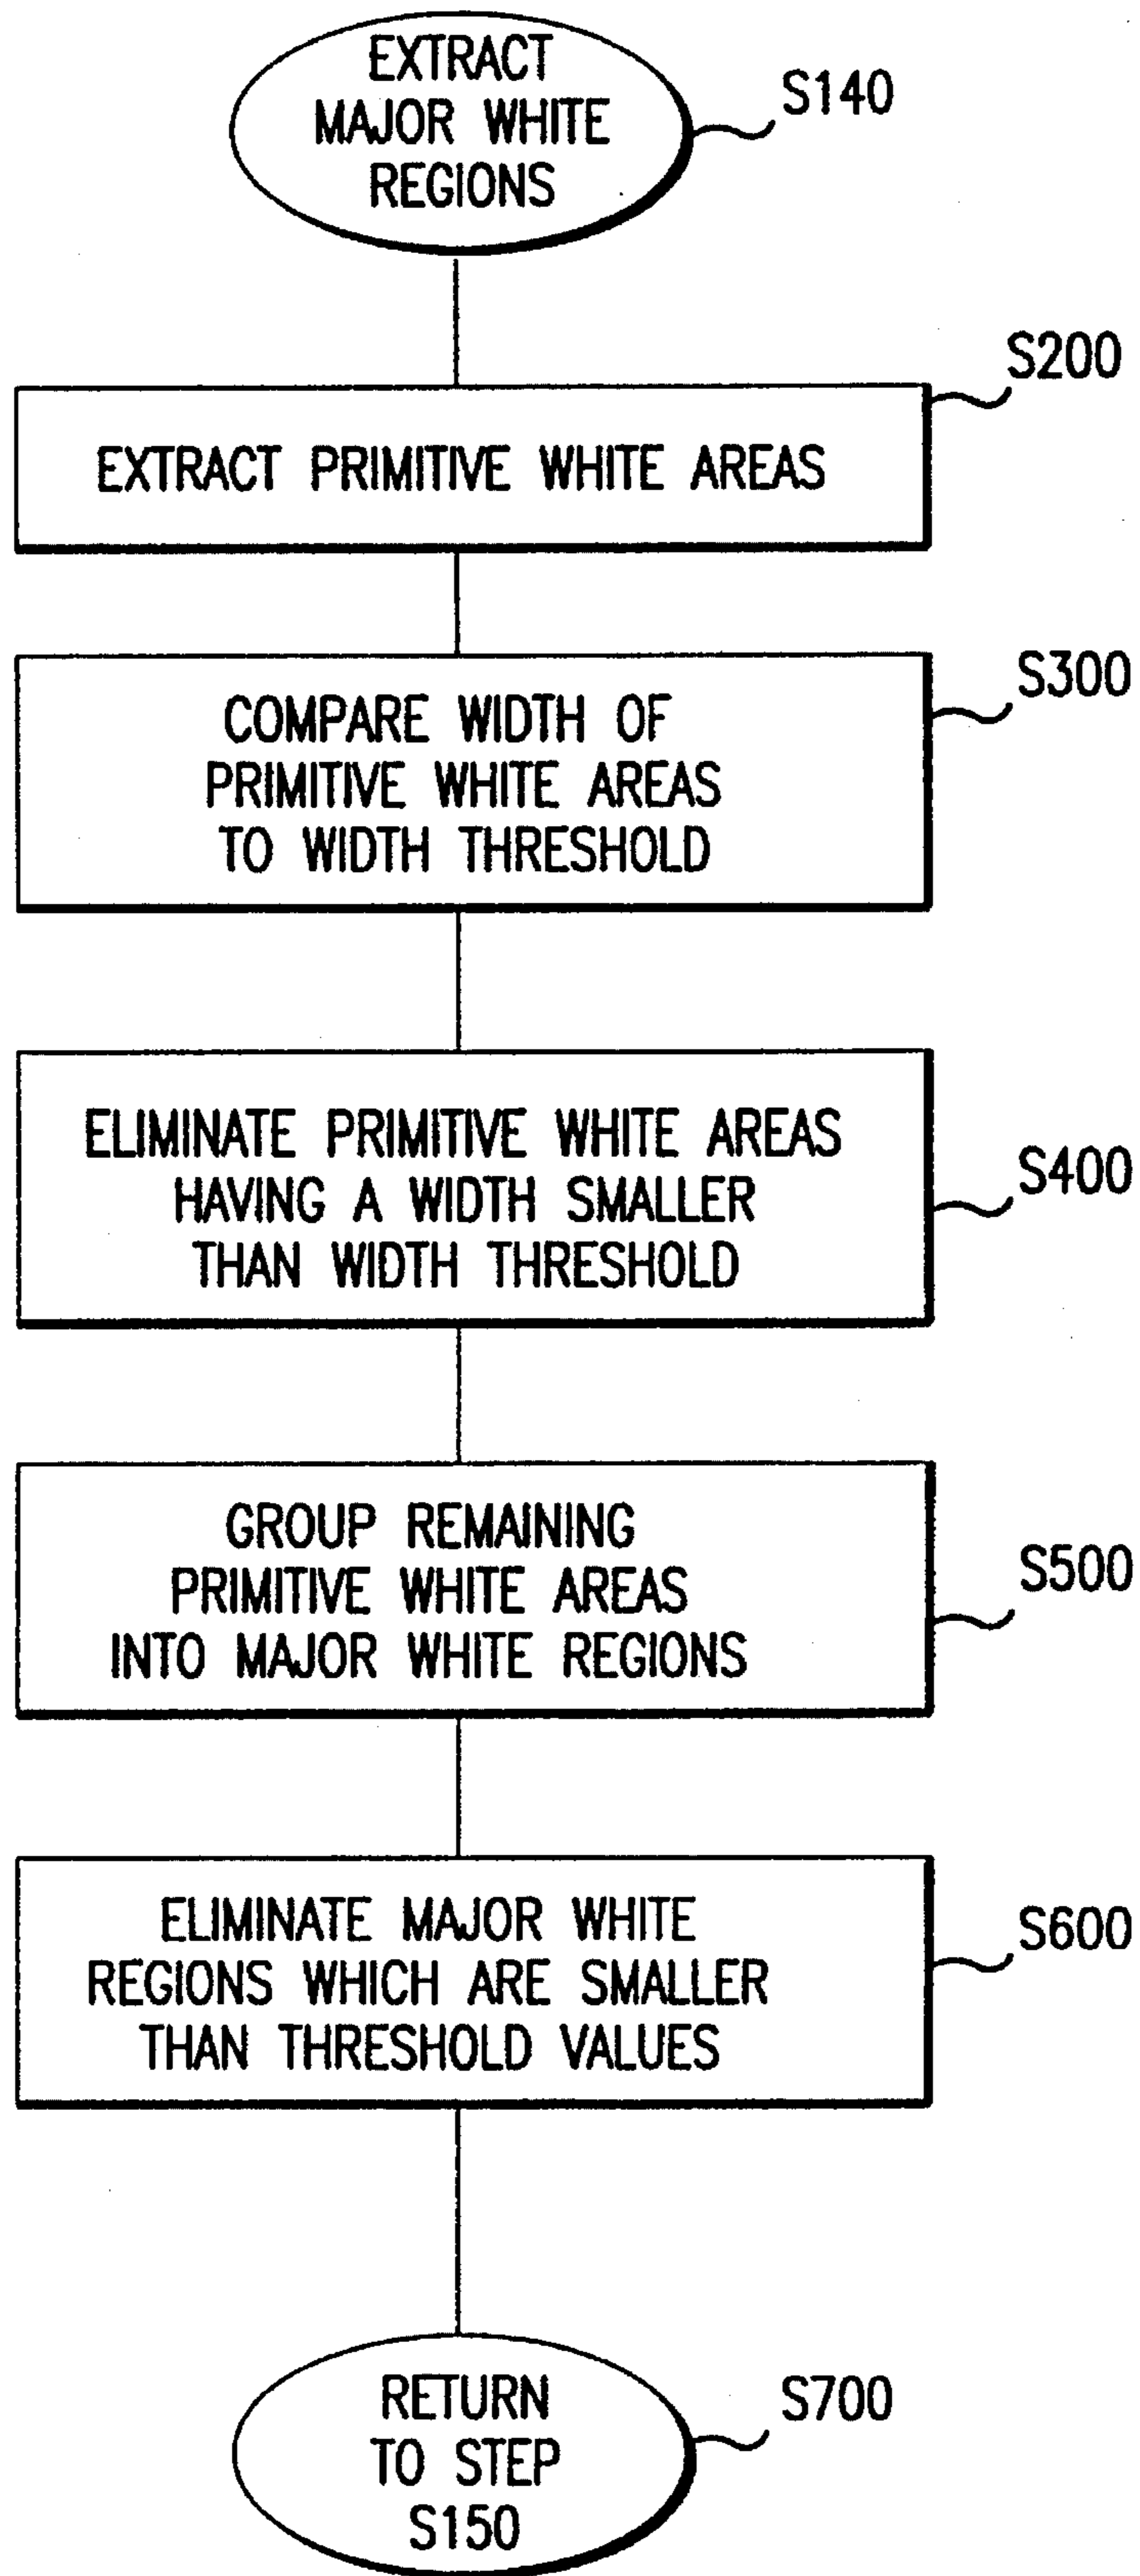 EXTRACT
MAJOR WHITE
REGIONS
S140
S200
EXTRACT PRIMITIVE WHITE AREAS
S300
COMPARE WIDTH OF
PRIMITIVE WHITE AREAS
TO WIDTH THRESHOLD
ELIMINATE PRIMITIVE WHITE AREAS
HAVING A WIDTH SMALLER
THAN WIDTH THRESHOLD
S400
GROUP REMAINING
PRIMITIVE WHITE AREAS
INTO MAJOR WHITE REGIONS
S500
ELIMINATE MAJOR WHITE
REGIONS WHICH ARE SMALLER
THAN THRESHOLD VALUES
S600
RETURN
TO STEP
S150
S700